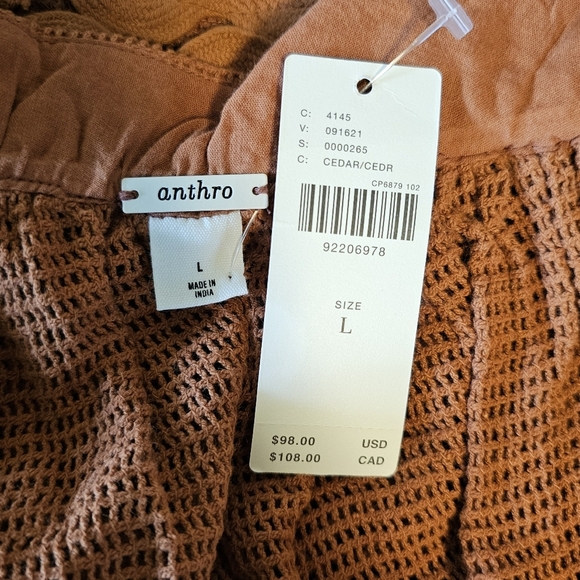 anthro
L
MADE IN
INDIA
C: 4145
V: 091621
S: 0000265
C: CEDAR/CEDR
CP6879 102
92206978
SIZE
L
$98.00 USD
$108.00 CAD